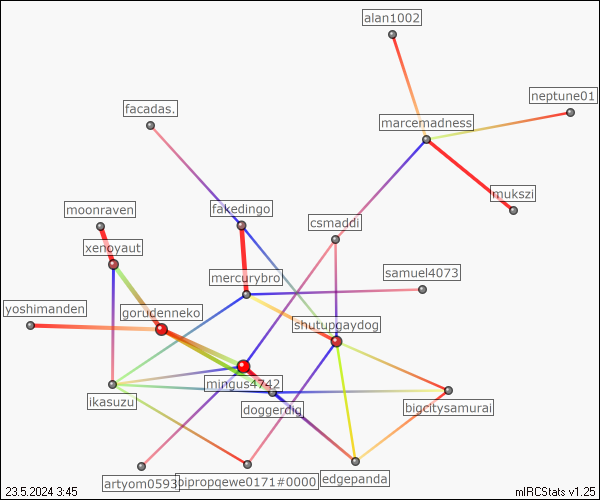 alan1002
neptune01
facadas.
marcemadness
mukszi
moonraven
fakedingo
csmaddi
xenoyaut
mercurybro
samuel4073
yoshimanden
gorudenneko
shutupgaydog
mingus4742
ikasuzu
doggerdig
bigcitysamurai
artyom0593
bipropqewe0171#0000
edgepanda
23.5.2024 3:45
mIRCStats v1.25